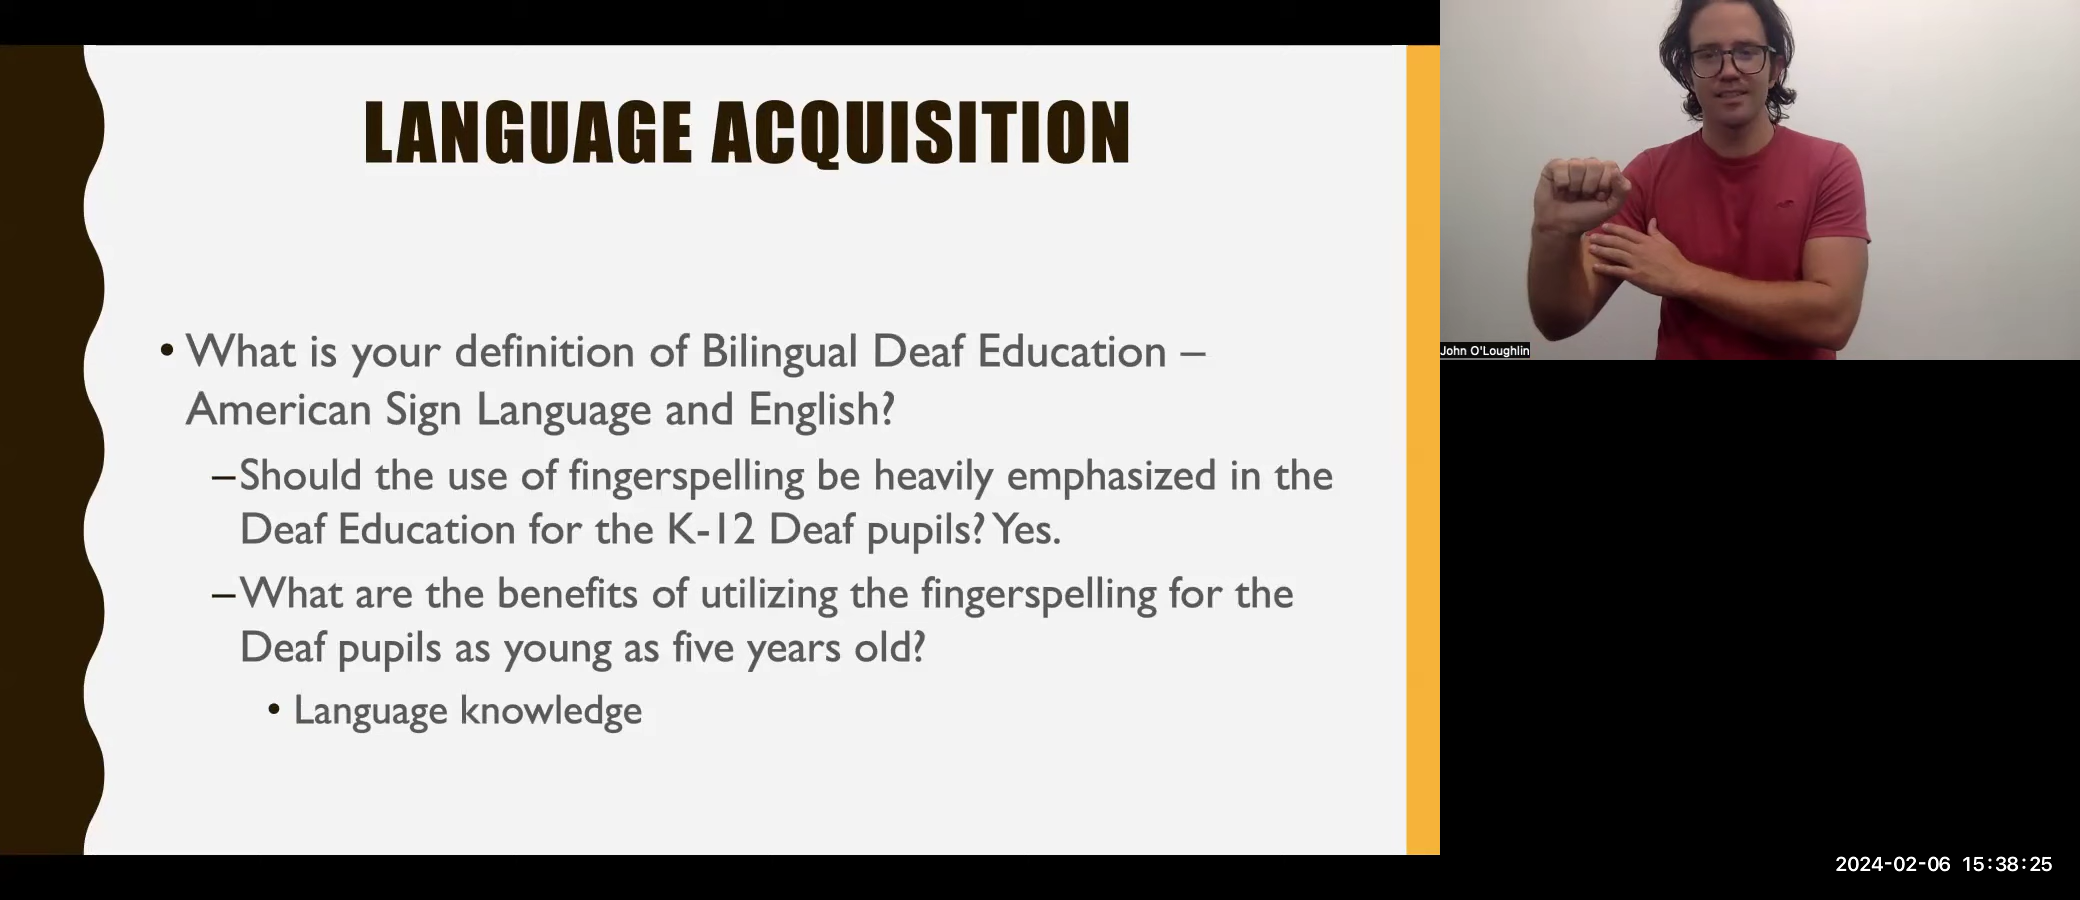 LANGUAGE ACQUISITION
• What is your definition of Bilingual Deaf Education –
American Sign Language and English?
–Should the use of fingerspelling be heavily emphasized in the
Deaf Education for the K-12 Deaf pupils? Yes.
–What are the benefits of utilizing the fingerspelling for the
Deaf pupils as young as five years old?
• Language knowledge
John O'Loughlin
2024-02-06 15:38:25